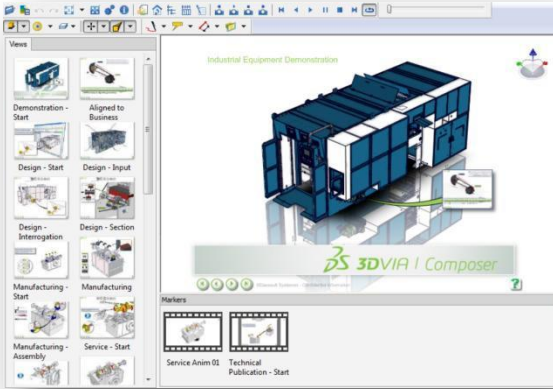 Views
Industrial Equipment Demonstration
Demonstration -
Start
Aligned to
Business
Design - Start
Design - Input
Design -
Interrogation
Design - Section
Manufacturing -
Start
Manufacturing
Manufacturing -
Assembly
Service - Start
3DVIA | Composer
?
Markers
Service Anim 01
Technical
Publication - Start